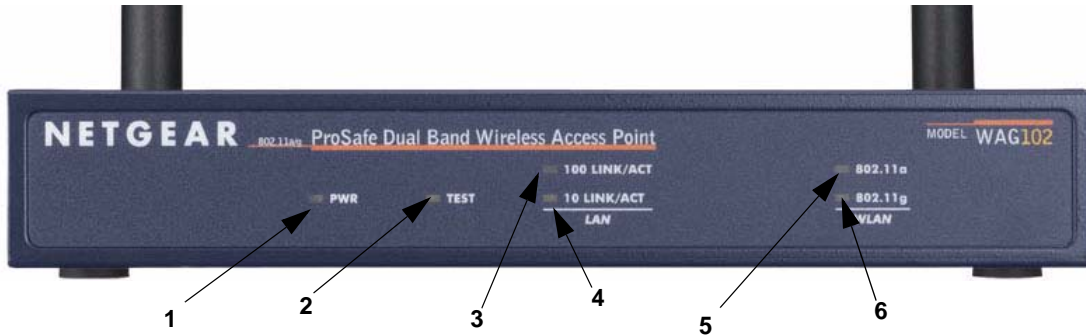 NETGEAR 802.11a/g ProSafe Dual Band Wireless Access Point MODEL WAG102
100 LINK/ACT 802.11a
PWR TEST 10 LINK/ACT 802.11g
LAN WLAN
1 2 3 4 5 6